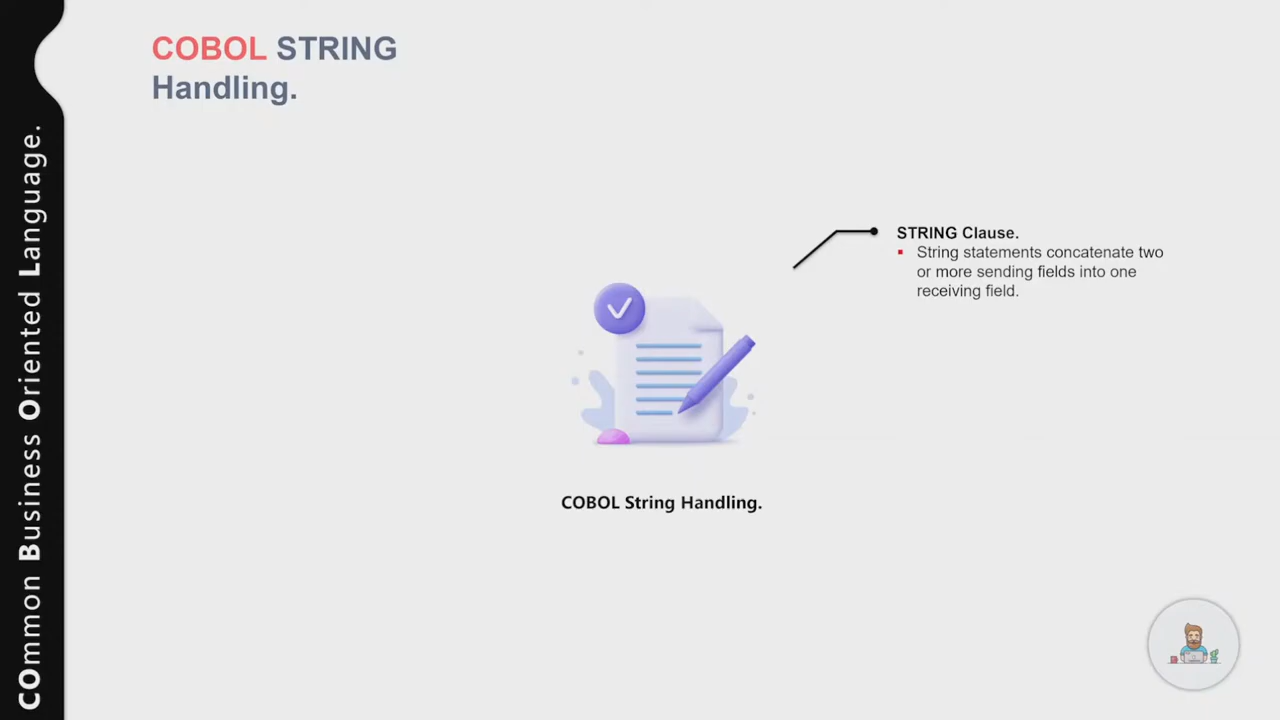 COBOL STRING
Handling.
COmmon Business Oriented Language.
STRING Clause.
String statements concatenate two
or more sending fields into one
receiving field.
COBOL String Handling.